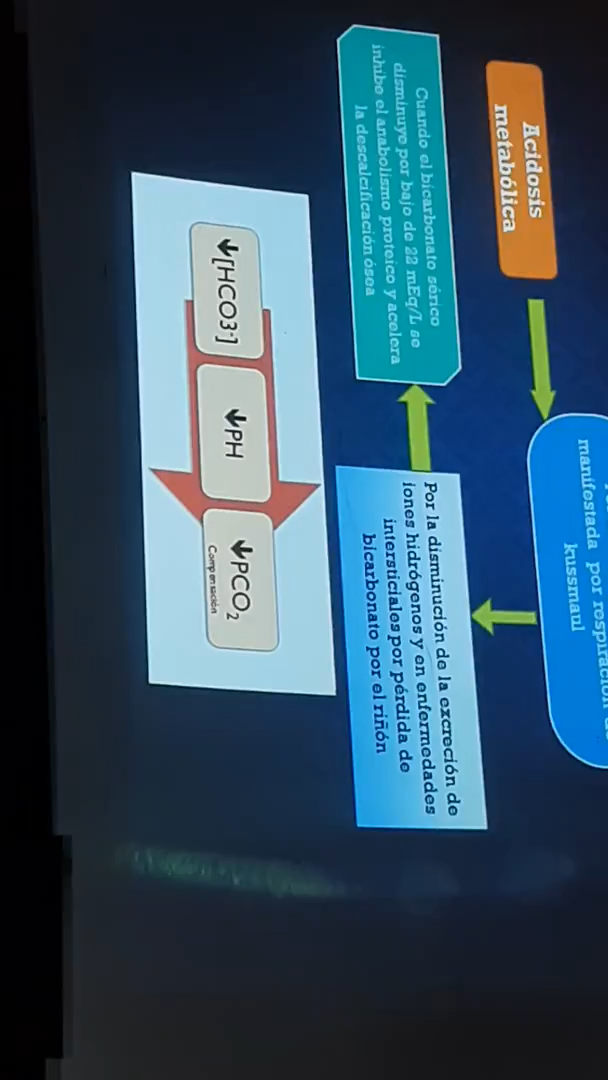 Acidosis
metabólica
manifestada por respiración
kussmaul
Cuando el bicarbonato sérico
disminuye por bajo de 22 mEq/L se
inhibe el anabolismo proteico y acelera
la descalcificación ósea
Por la disminución de la excreción de
iones hidrógenos y en enfermedades
intersticiales por pérdida de
bicarbonato por el riñón
↓[HCO3-]
↓PH
↓PCO2
Compensación